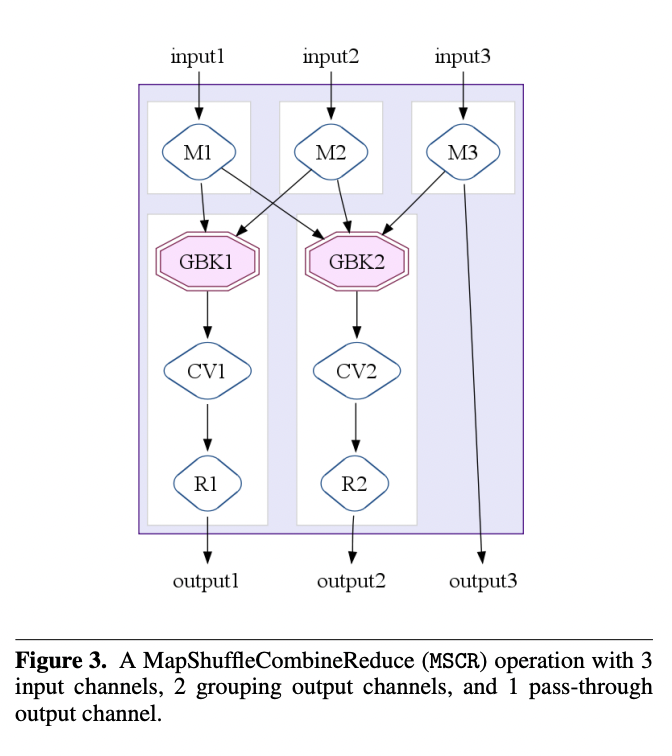 input1 input2 input3
M1 M2 M3
GBK1 GBK2
CV1 CV2
R1 R2
output1 output2 output3
Figure 3. A MapShuffleCombineReduce (MSCR) operation with 3
input channels, 2 grouping output channels, and 1 pass-through
output channel.